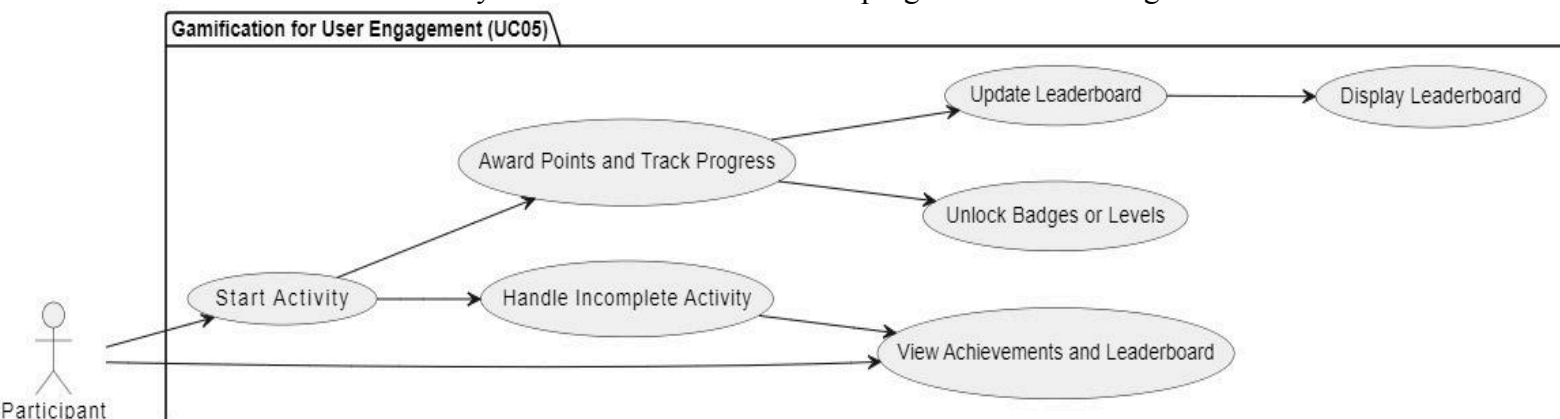 Gamification for User Engagement (UC05)
Update Leaderboard
Display Leaderboard
Award Points and Track Progress
Unlock Badges or Levels
Start Activity
Handle Incomplete Activity
View Achievements and Leaderboard
Participant